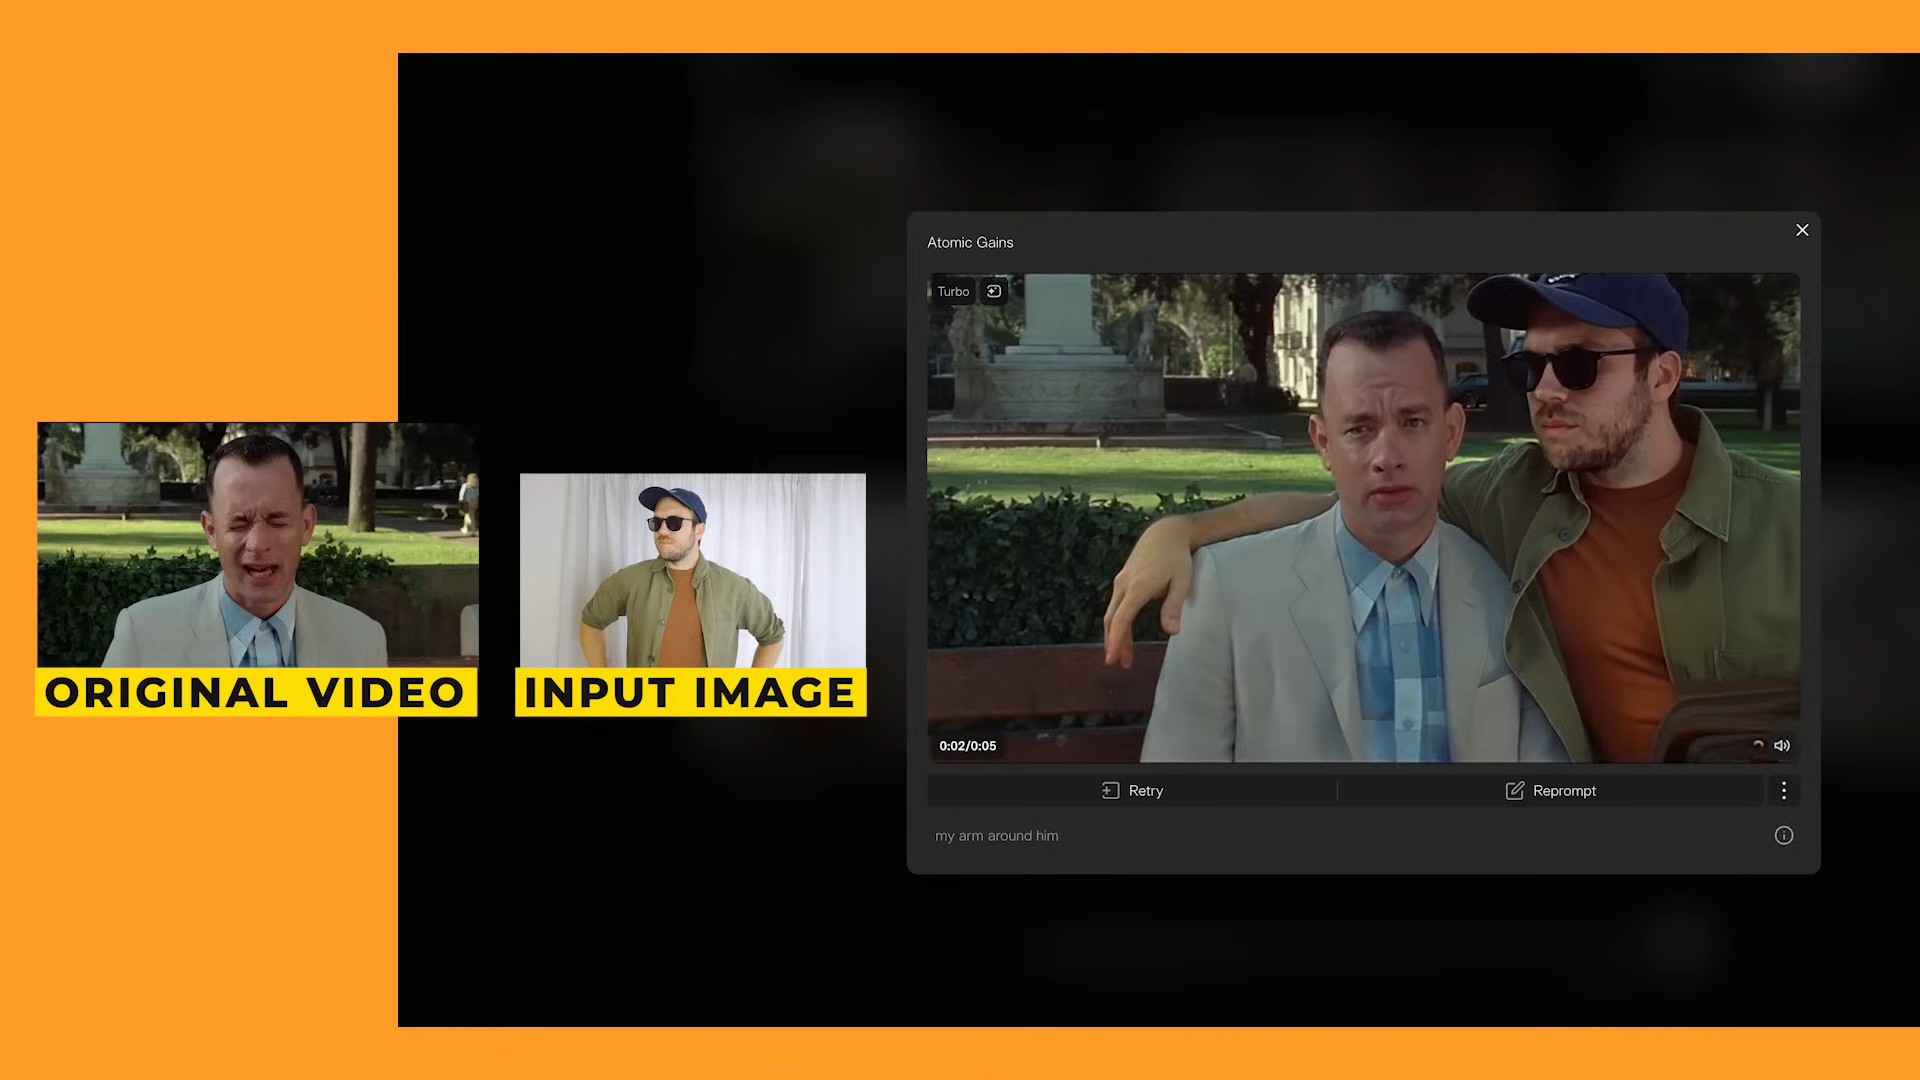 Atomic Gains
Turbo
ORIGINAL VIDEO
INPUT IMAGE
0:02/0:05
Retry
Reprompt
my arm around him